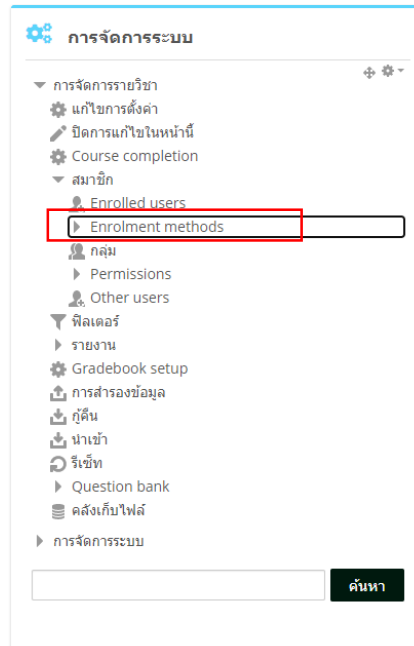 การจัดการระบบ
การจัดการรายวิชา
แก้ไขการตั้งค่า
ปิดการแก้ไขในหน้านี้
Course completion
สมาชิก
Enrolled users
Enrolment methods
กลุ่ม
Permissions
Other users
ฟิลเตอร์
รายงาน
Gradebook setup
การสำรองข้อมูล
กู้คืน
นำเข้า
รีเซ็ท
Question bank
คลังเก็บไฟล์
การจัดการระบบ
ค้นหา